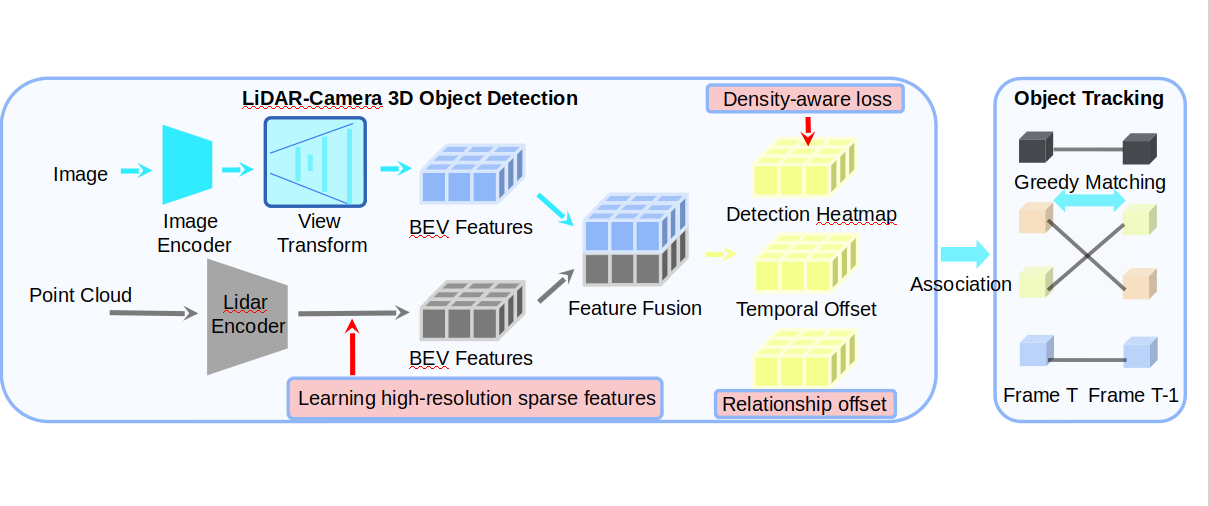 LiDAR-Camera 3D Object Detection
Density-aware loss
Object Tracking
Image
Image
Encoder
View
Transform
BEV Features
Detection Heatmap
Greedy Matching
Point Cloud
Lidar
Encoder
Feature Fusion
Temporal Offset
Association
BEV Features
Learning high-resolution sparse features
Relationship offset
Frame T
Frame T-1